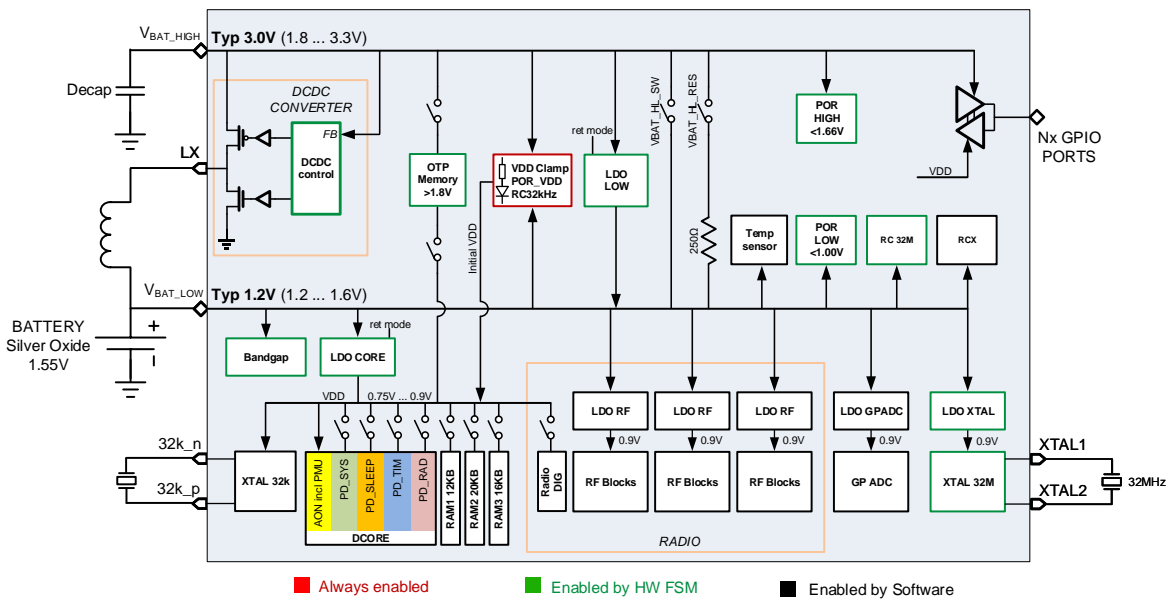 VBAT_HIGH
Typ 3.0V (1.8 ... 3.3V)
Decap
DCDC
CONVERTER
FB
DCDC
control
LX
OTP
Memory
>1.8V
VDD Clamp
POR_VDD
RC32kHz
ret mode
LDO
LOW
VBAT_HL_SW
VBAT_HL_RES
250Ω
POR
HIGH
<1.66V
VDD
Nx GPIO
PORTS
Temp
sensor
POR
LOW
<1.00V
RC 32M
RCX
Initial VDD
VBAT_LOW
Typ 1.2V (1.2 ... 1.6V)
BATTERY
Silver Oxide
1.55V
+
Bandgap
LDO CORE
ret mode
VDD
0.75V ... 0.9V
LDO RF
LDO RF
LDO RF
LDO GPADC
LDO XTAL
0.9V
0.9V
0.9V
0.9V
0.9V
32k_n
32k_p
XTAL 32k
AON incl PMU
PD_SYS
PD_SLEEP
PD_TIM
PD_RAD
DCORE
RAM1 12KB
RAM2 20KB
RAM3 16KB
Radio
DIG
RF Blocks
RF Blocks
RF Blocks
GP ADC
XTAL 32M
RADIO
XTAL1
XTAL2
32MHz
Always enabled
Enabled by HW FSM
Enabled by Software